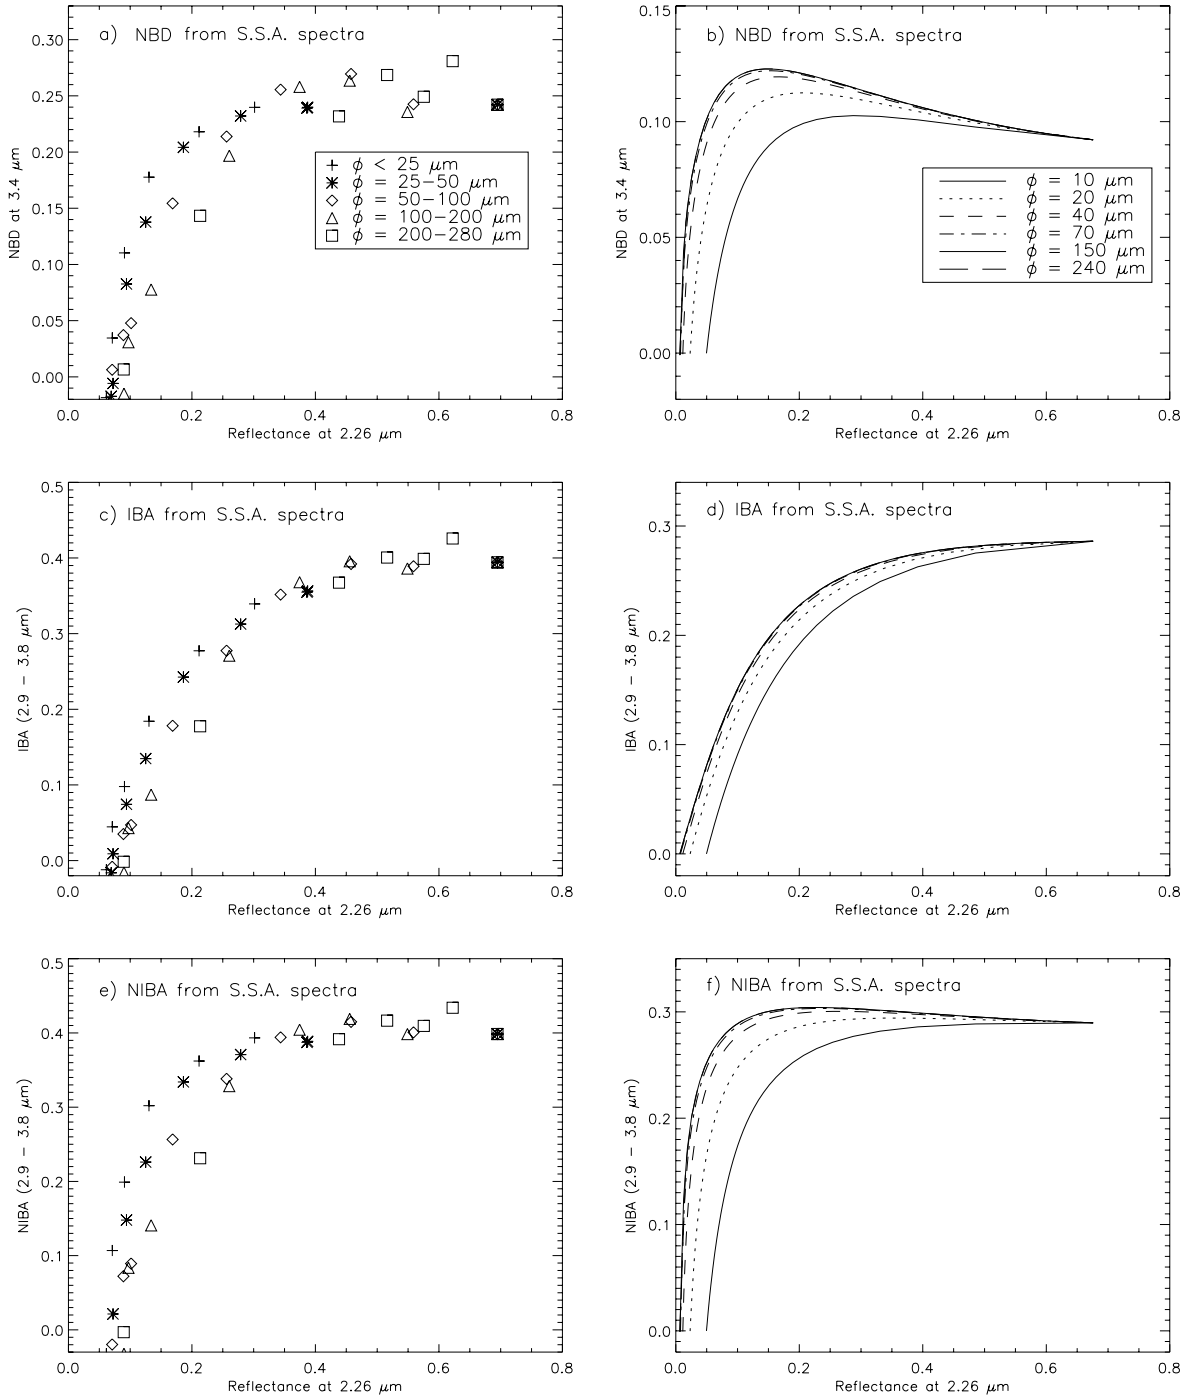 a) NBD from S.S.A. spectra
NBD at 3.4 μm
0.30
0.25
0.20
0.15
0.10
0.05
0.00
0.0 0.2 0.4 0.6 0.8
Reflectance at 2.26 μm
φ < 25 μm
φ = 25–50 μm
φ = 50–100 μm
φ = 100–200 μm
φ = 200–280 μm
b) NBD from S.S.A. spectra
NBD at 3.4 μm
0.15
0.10
0.05
0.00
0.0 0.2 0.4 0.6 0.8
Reflectance at 2.26 μm
φ = 10 μm
φ = 20 μm
φ = 40 μm
φ = 70 μm
φ = 150 μm
φ = 240 μm
c) IBA from S.S.A. spectra
IBA (2.9 – 3.8 μm)
0.5
0.4
0.3
0.2
0.1
0.0
0.0 0.2 0.4 0.6 0.8
Reflectance at 2.26 μm
d) IBA from S.S.A. spectra
IBA (2.9 – 3.8 μm)
0.3
0.2
0.1
0.0
0.0 0.2 0.4 0.6 0.8
Reflectance at 2.26 μm
e) NIBA from S.S.A. spectra
NIBA (2.9 – 3.8 μm)
0.5
0.4
0.3
0.2
0.1
0.0
0.0 0.2 0.4 0.6 0.8
Reflectance at 2.26 μm
f) NIBA from S.S.A. spectra
NIBA (2.9 – 3.8 μm)
0.3
0.2
0.1
0.0
0.0 0.2 0.4 0.6 0.8
Reflectance at 2.26 μm